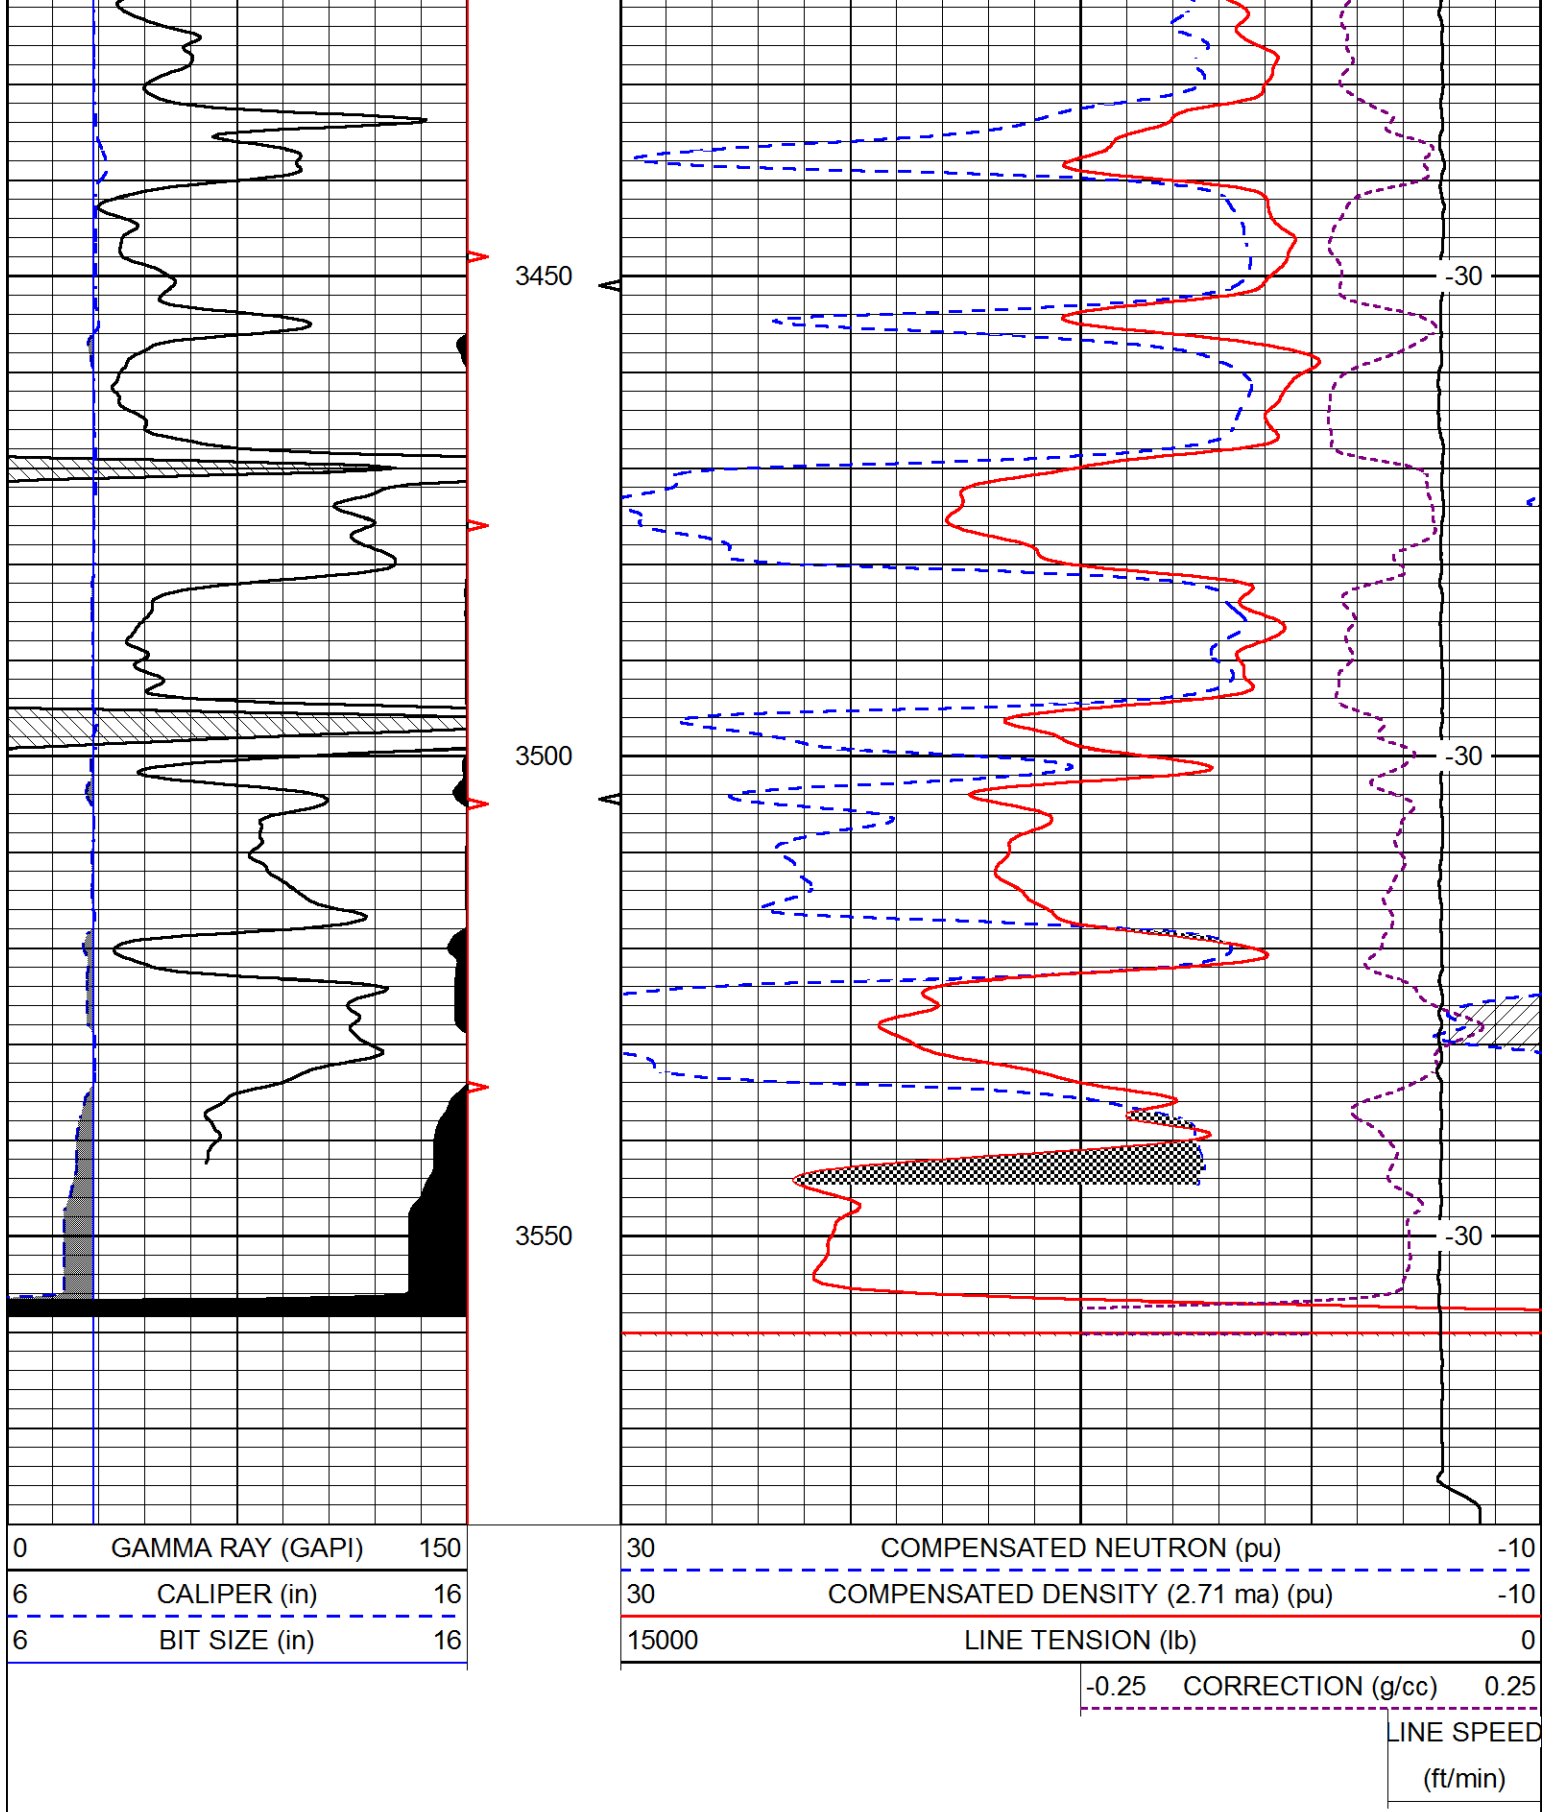 3450
-30
3500
-30
3550
-30
0 GAMMA RAY (GAPI) 150
6 CALIPER (in) 16
6 BIT SIZE (in) 16
30 COMPENSATED NEUTRON (pu) -10
30 COMPENSATED DENSITY (2.71 ma) (pu) -10
15000 LINE TENSION (lb) 0
-0.25 CORRECTION (g/cc) 0.25
LINE SPEED
(ft/min)